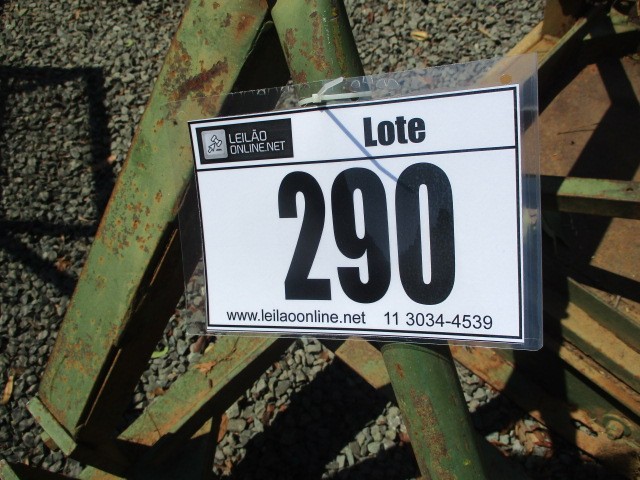 LEILÃO
ONLINE.NET
Lote
290
www.leilaoonline.net 11 3034-4539